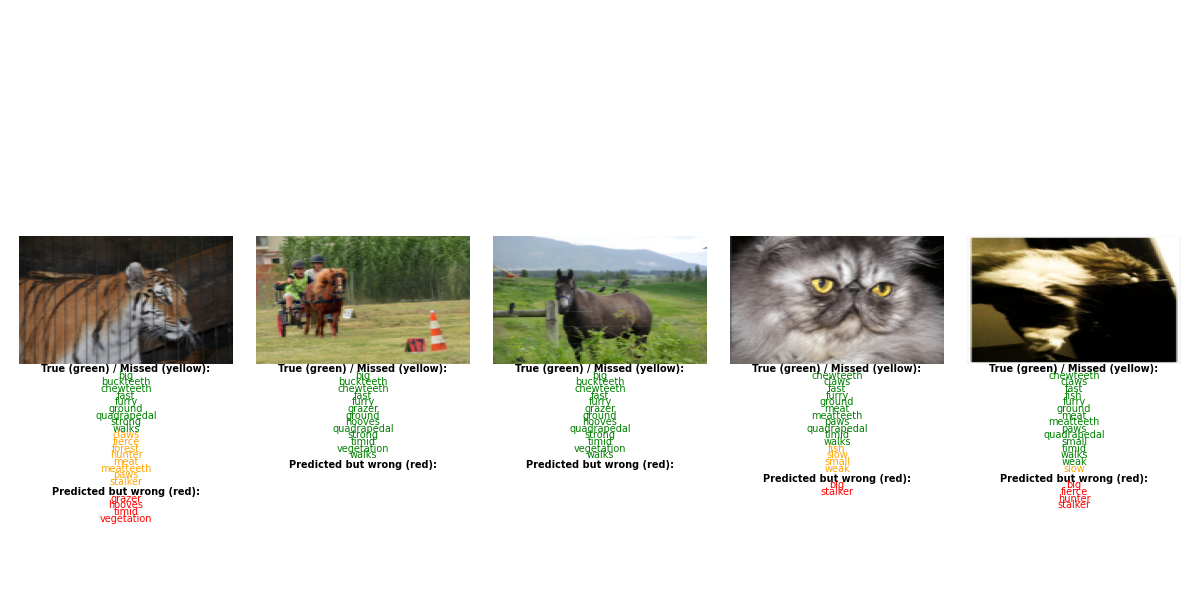 True (green) / Missed (yellow):
big
buckteeth
chewteeth
fast
furry
ground
quadrapedal
strong
walks
claws
fierce
forest
hunter
meat
meatteeth
paws
stalker
Predicted but wrong (red):
grazer
hooves
timid
vegetation
True (green) / Missed (yellow):
big
buckteeth
chewteeth
fast
furry
grazer
ground
hooves
quadrapedal
strong
timid
vegetation
walks
Predicted but wrong (red):
True (green) / Missed (yellow):
big
buckteeth
chewteeth
fast
furry
grazer
ground
hooves
quadrapedal
strong
timid
vegetation
walks
Predicted but wrong (red):
True (green) / Missed (yellow):
chewteeth
claws
fast
furry
ground
meat
meatteeth
paws
quadrapedal
timid
walks
fish
slow
small
weak
Predicted but wrong (red):
big
stalker
True (green) / Missed (yellow):
chewteeth
claws
fast
fish
furry
ground
meat
meatteeth
paws
quadrapedal
small
timid
walks
weak
slow
Predicted but wrong (red):
big
fierce
hunter
stalker